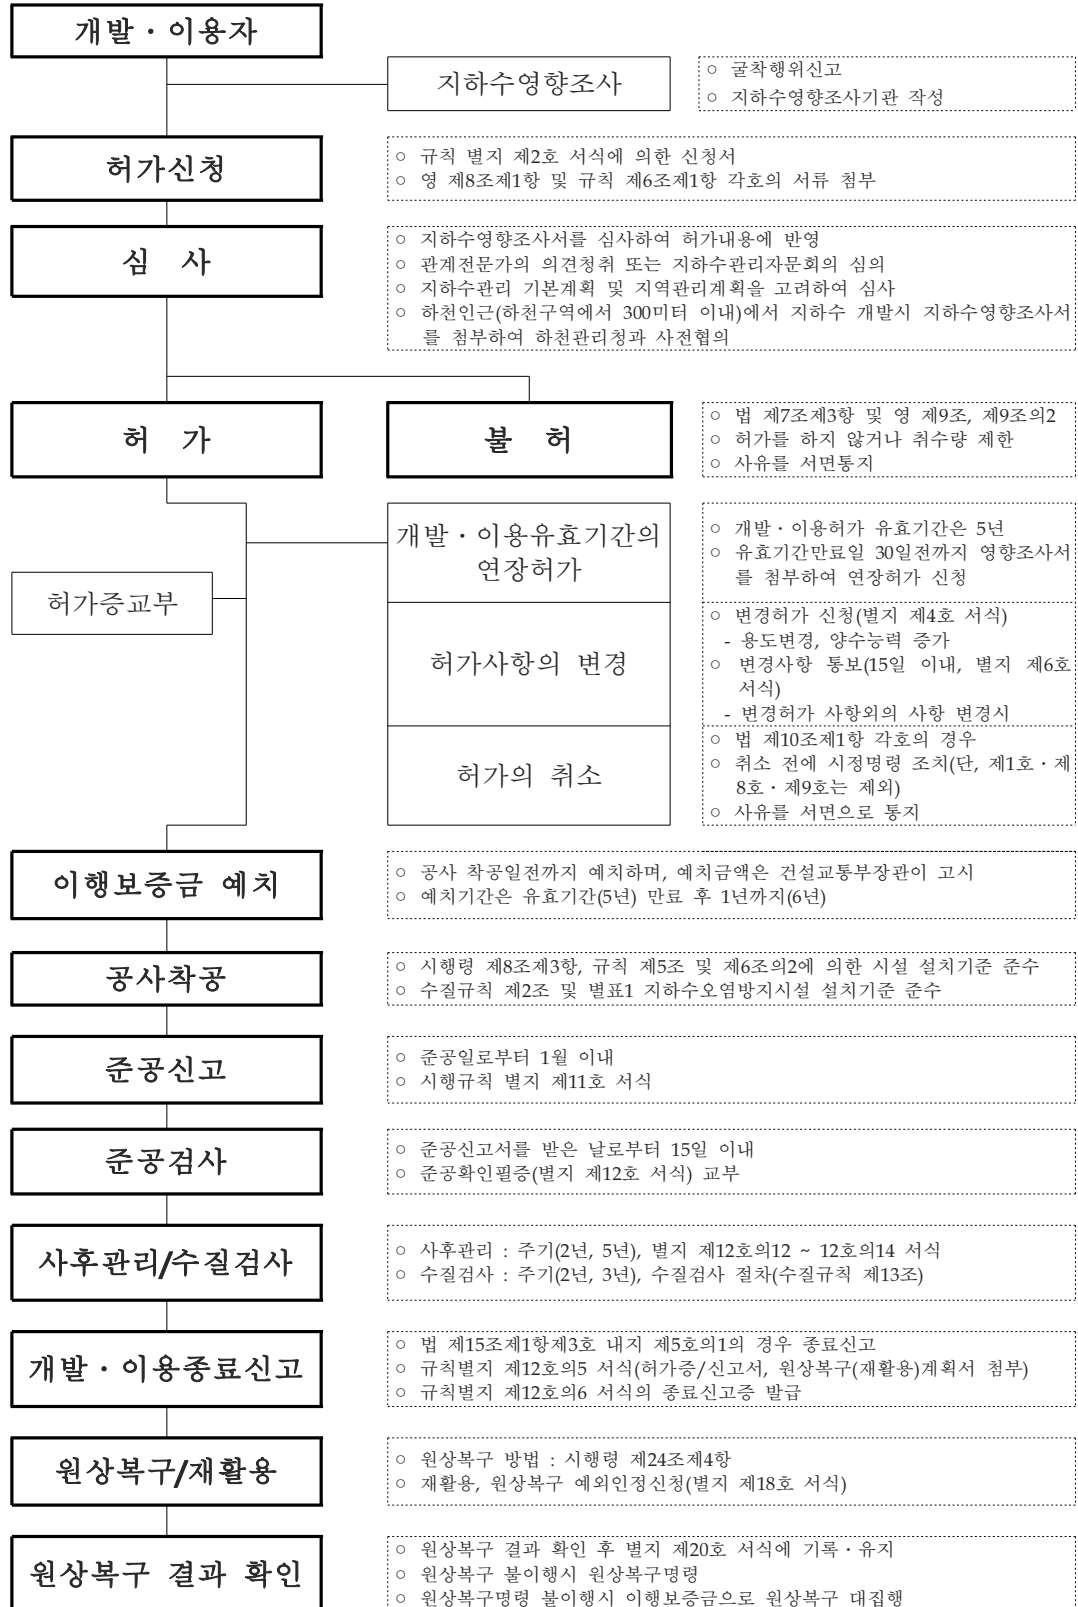 개발·이용자
지하수영향조사
○ 굴착행위신고
○ 지하수영향조사기관 작성
허가신청
○ 규칙 별지 제2호 서식에 의한 신청서
○ 영 제8조제1항 및 규칙 제6조제1항 각호의 서류 첨부
심 사
○ 지하수영향조사서를 심사하여 허가내용에 반영
○ 관계전문가의 의견청취 또는 지하수관리자문회의 심의
○ 지하수관리 기본계획 및 지역관리계획을 고려하여 심사
○ 하천인근(하천구역에서 300미터 이내)에서 지하수 개발시 지하수영향조사서
를 첨부하여 하천관리청과 사전협의
허 가
불 허
○ 법 제7조제3항 및 영 제9조, 제9조의2
○ 허가를 하지 않거나 취수량 제한
○ 사유를 서면통지
개발·이용유효기간의
연장허가
○ 개발·이용허가 유효기간은 5년
○ 유효기간만료일 30일전까지 영향조사서
를 첨부하여 연장허가 신청
허가증교부
허가사항의 변경
○ 변경허가 신청(별지 제4호 서식)
- 용도변경, 양수능력 증가
○ 변경사항 통보(15일 이내, 별지 제6호
서식)
- 변경허가 사항외의 사항 변경시
허가의 취소
○ 법 제10조제1항 각호의 경우
○ 취소 전에 시정명령 조치(단, 제1호·제
8호·제9호는 제외)
○ 사유를 서면으로 통지
이행보증금 예치
○ 공사 착공일전까지 예치하며, 예치금액은 건설교통부장관이 고시
○ 예치기간은 유효기간(5년) 만료 후 1년까지(6년)
공사착공
○ 시행령 제8조제3항, 규칙 제5조 및 제6조의2에 의한 시설 설치기준 준수
○ 수질규칙 제2조 및 별표1 지하수오염방지시설 설치기준 준수
준공신고
○ 준공일로부터 1월 이내
○ 시행규칙 별지 제11호 서식
준공검사
○ 준공신고서를 받은 날로부터 15일 이내
○ 준공확인필증(별지 제12호 서식) 교부
사후관리/수질검사
○ 사후관리 : 주기(2년, 5년), 별지 제12호의12 ~ 12호의14 서식
○ 수질검사 : 주기(2년, 3년), 수질검사 절차(수질규칙 제13조)
개발·이용종료신고
○ 법 제15조제1항제3호 내지 제5호의1의 경우 종료신고
○ 규칙별지 제12호의5 서식(허가증/신고서, 원상복구(재활용)계획서 첨부)
○ 규칙별지 제12호의6 서식의 종료신고증 발급
원상복구/재활용
○ 원상복구 방법 : 시행령 제24조제4항
○ 재활용, 원상복구 예외인정신청(별지 제18호 서식)
원상복구 결과 확인
○ 원상복구 결과 확인 후 별지 제20호 서식에 기록·유지
○ 원상복구 불이행시 원상복구명령
○ 원상복구명령 불이행시 이행보증금으로 원상복구 대집행